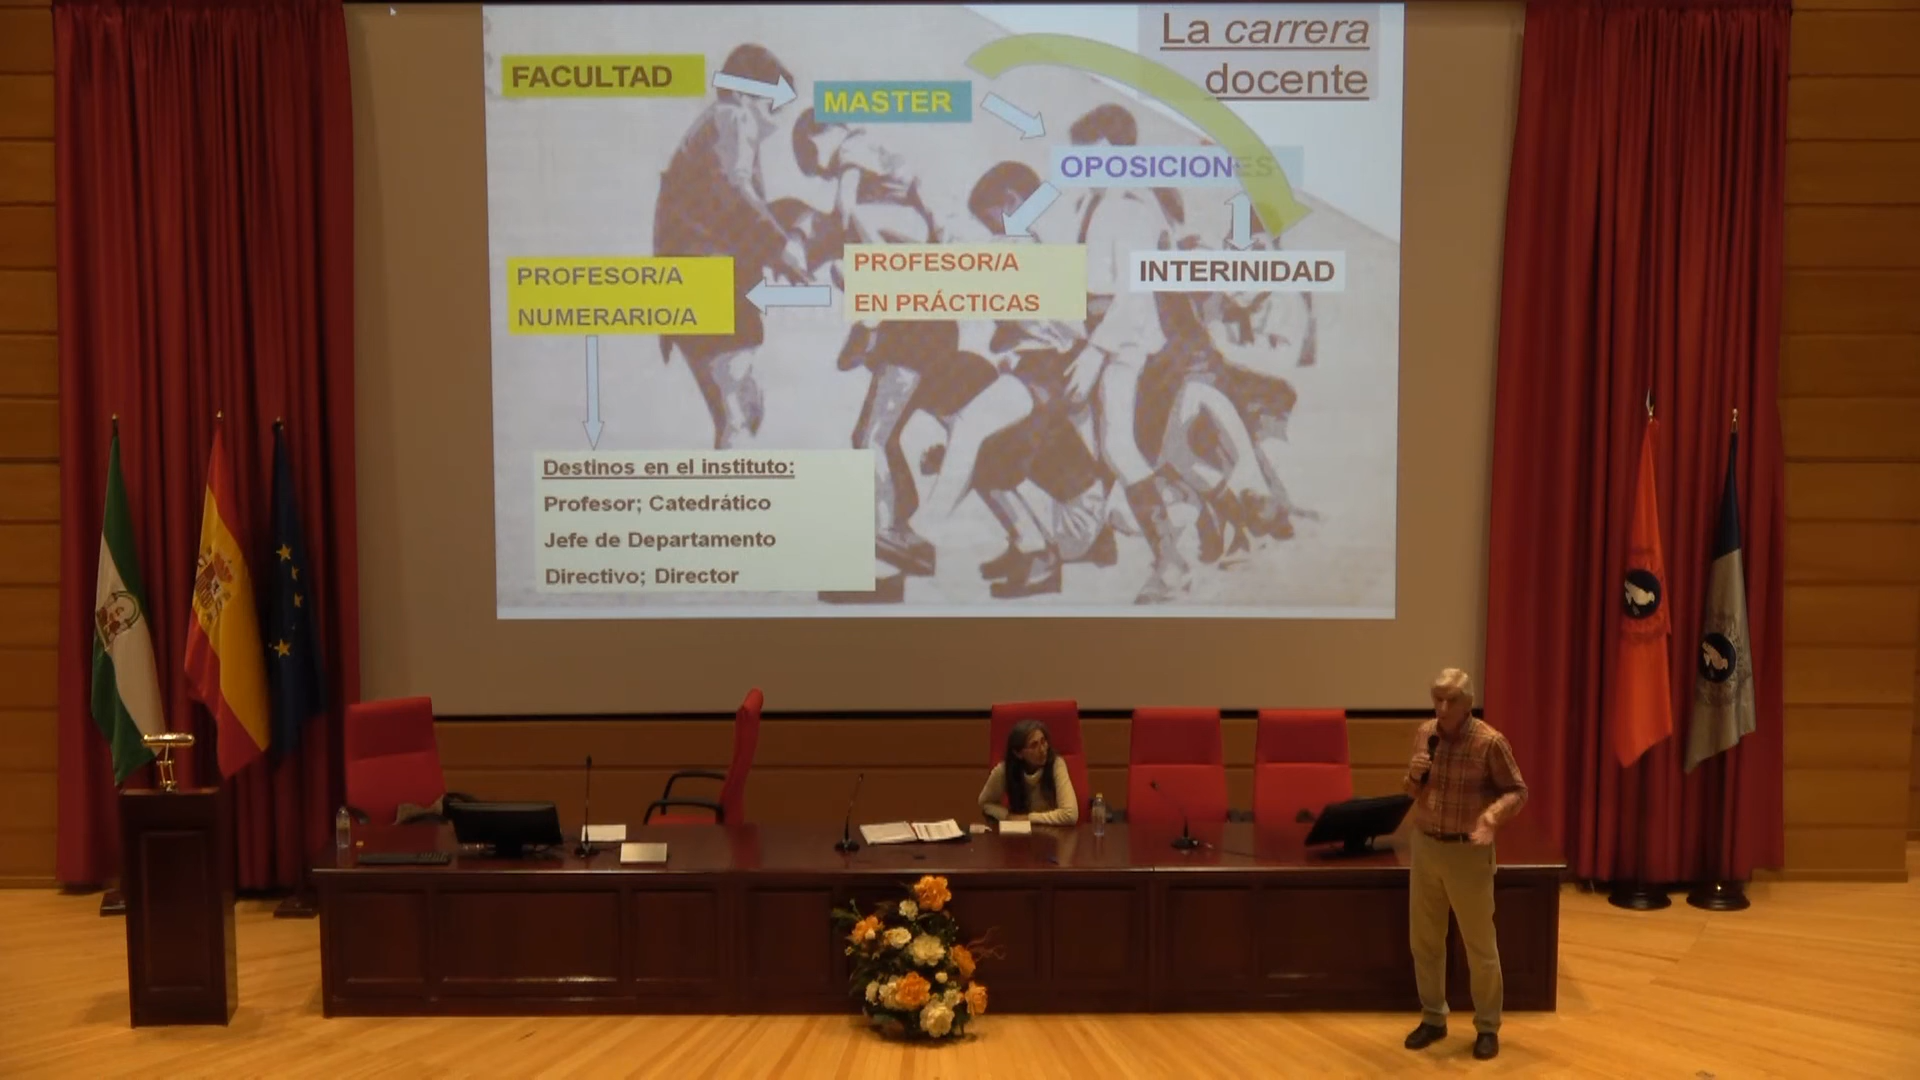 La carrera
docente
FACULTAD
MASTER
OPOSICIONES
PROFESOR/A
NUMERARIO/A
PROFESOR/A
EN PRÁCTICAS
INTERINIDAD
Destinos en el instituto:
Profesor; Catedrático
Jefe de Departamento
Directivo; Director